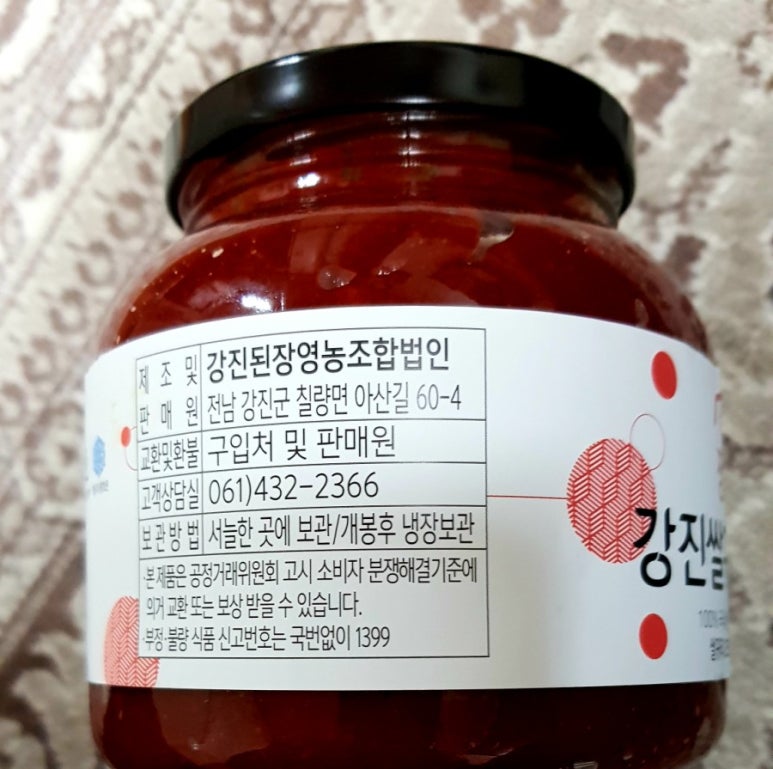 제 조 및 강진된장영농조합법인
판 매 원 전남 강진군 칠량면 아산길 60-4
교환및환불 구입처 및 판매원
고객상담실 061)432-2366
보관방법 서늘한 곳에 보관/개봉후 냉장보관
·본 제품은 공정거래위원회 고시 소비자 분쟁해결기준에
의거 교환 또는 보상 받을 수 있습니다.
·부정·불량 식품 신고번호는 국번없이 1399
강진쌀
100%